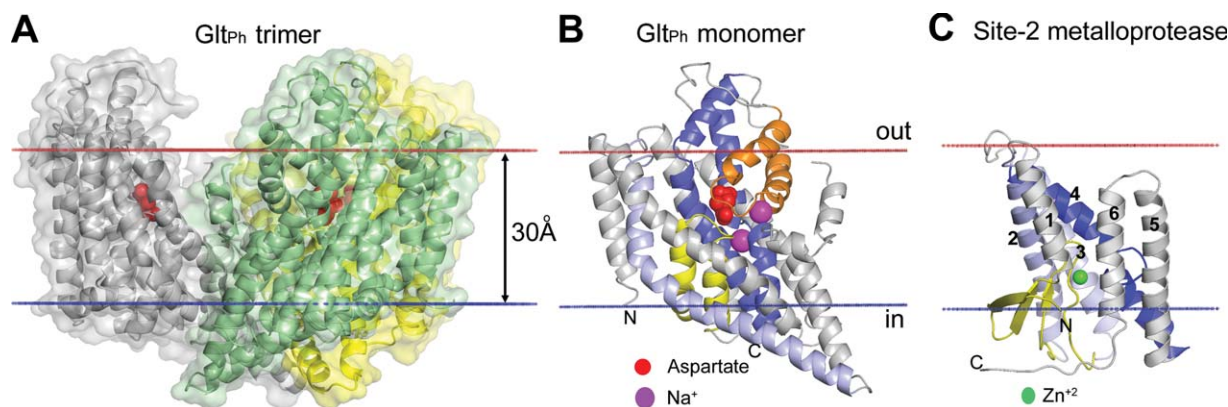 A GltPh trimer
30Å
B GltPh monomer
out
in
N
C
Aspartate
Na+
C Site-2 metalloprotease
1
2
3
4
5
6
N
C
Zn+2